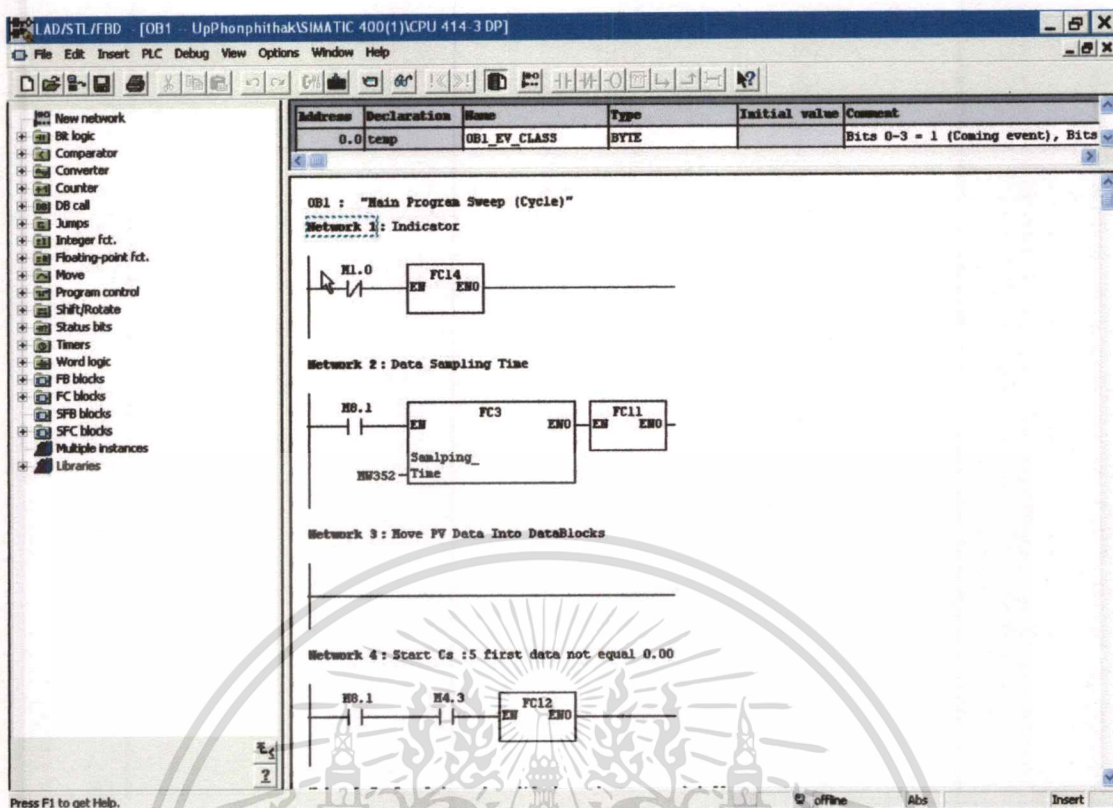 LAD/STL/FBD - [OB1 -- UpPhonphithak\SIMATIC 400(1)\CPU 414-3 DP]
File Edit Insert PLC Debug View Options Window Help
New network
Bit logic
Comparator
Converter
Counter
DB call
Jumps
Integer fct.
Floating-point fct.
Move
Program control
Shift/Rotate
Status bits
Timers
Word logic
FB blocks
FC blocks
SFB blocks
SFC blocks
Multiple instances
Libraries
Address Declaration Name Type Initial value Comment
0.0 temp OB1_EV_CLASS BYTE Bits 0-3 = 1 (Coming event), Bits
OB1 : "Main Program Sweep (Cycle)"
Network 1: Indicator
M1.0 FC14
EN ENO
Network 2: Data Sampling Time
M8.1 FC3 FC11
EN ENO EN ENO
Samlping_
MW352 Time
Network 3: Move PV Data Into DataBlocks
Network 4: Start Cs :5 first data not equal 0.00
M8.1 M4.3 FC12
EN ENO
Press F1 to get Help. offline Abs Insert